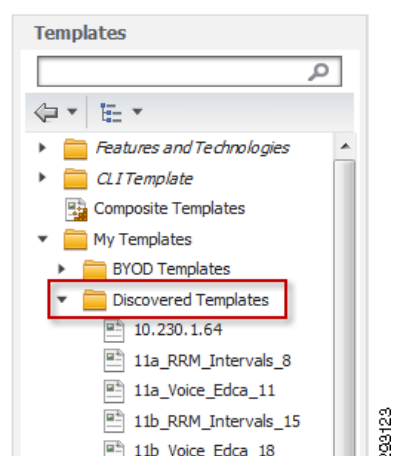 Templates
Features and Technologies
CLI Template
Composite Templates
My Templates
BYOD Templates
Discovered Templates
10.230.1.64
11a_RRM_Intervals_8
11a_Voice_Edca_11
11b_RRM_Intervals_15
11b_Voice_Edca_18
293123